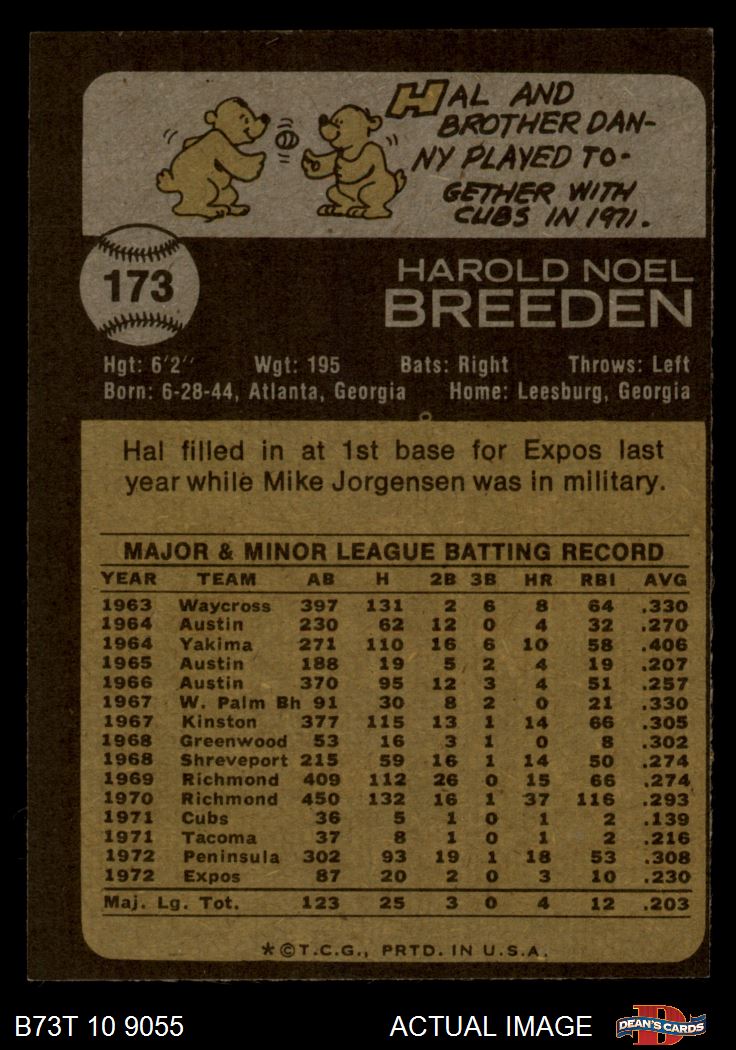 HAL AND
BROTHER DAN-
NY PLAYED TO-
GETHER WITH
CUBS IN 1971.
173
HAROLD NOEL
BREEDEN
Hgt: 6'2" Wgt: 195 Bats: Right Throws: Left
Born: 6-28-44, Atlanta, Georgia Home: Leesburg, Georgia
Hal filled in at 1st base for Expos last
year while Mike Jorgensen was in military.
MAJOR & MINOR LEAGUE BATTING RECORD
YEAR TEAM AB H 2B 3B HR RBI AVG
1963 Waycross 397 131 2 6 8 64 .330
1964 Austin 230 62 12 0 4 32 .270
1964 Yakima 271 110 16 6 10 58 .406
1965 Austin 188 19 5 2 4 19 .207
1966 Austin 370 95 12 3 4 51 .257
1967 W. Palm Bh 91 30 8 2 0 21 .330
1967 Kinston 377 115 13 1 14 66 .305
1968 Greenwood 53 16 3 1 0 8 .302
1968 Shreveport 215 59 16 1 14 50 .274
1969 Richmond 409 112 26 0 15 66 .274
1970 Richmond 450 132 16 1 37 116 .293
1971 Cubs 36 5 1 0 1 2 .139
1971 Tacoma 37 8 1 0 1 2 .216
1972 Peninsula 302 93 19 1 18 53 .308
1972 Expos 87 20 2 0 3 10 .230
Maj. Lg. Tot. 123 25 3 0 4 12 .203
*©T.C.G., PRTD. IN U.S.A.
B73T 10 9055 ACTUAL IMAGE D DEAN'S CARDS